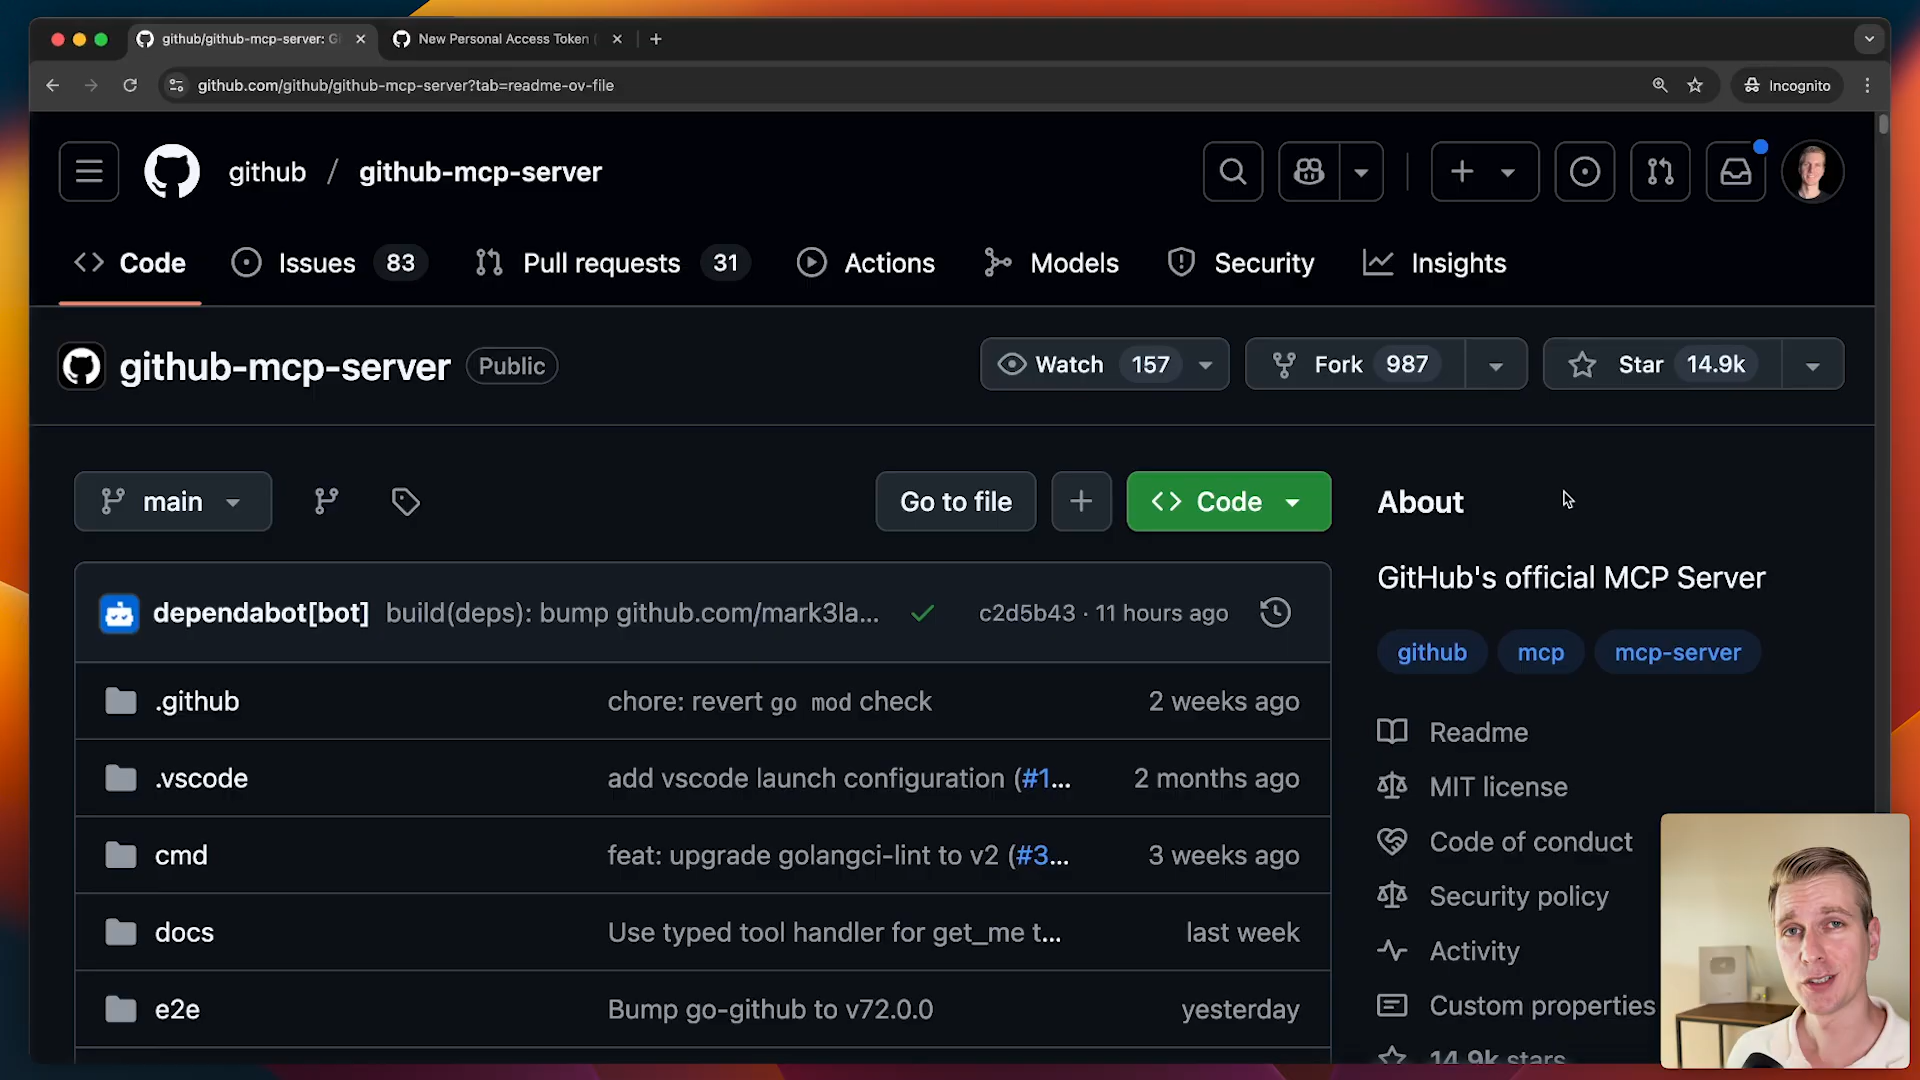 github/github-mcp-server: G
New Personal Access Token (
github.com/github/github-mcp-server?tab=readme-ov-file
Incognito
github / github-mcp-server
Code
Issues 83
Pull requests 31
Actions
Models
Security
Insights
github-mcp-server Public
Watch 157
Fork 987
Star 14.9k
main
Go to file
Code
About
GitHub's official MCP Server
github mcp mcp-server
dependabot[bot] build(deps): bump github.com/mark3la... c2d5b43 · 11 hours ago
.github chore: revert go mod check 2 weeks ago
.vscode add vscode launch configuration (#1... 2 months ago
cmd feat: upgrade golangci-lint to v2 (#3... 3 weeks ago
docs Use typed tool handler for get_me t... last week
e2e Bump go-github to v72.0.0 yesterday
Readme
MIT license
Code of conduct
Security policy
Activity
Custom properties
14.9k stars